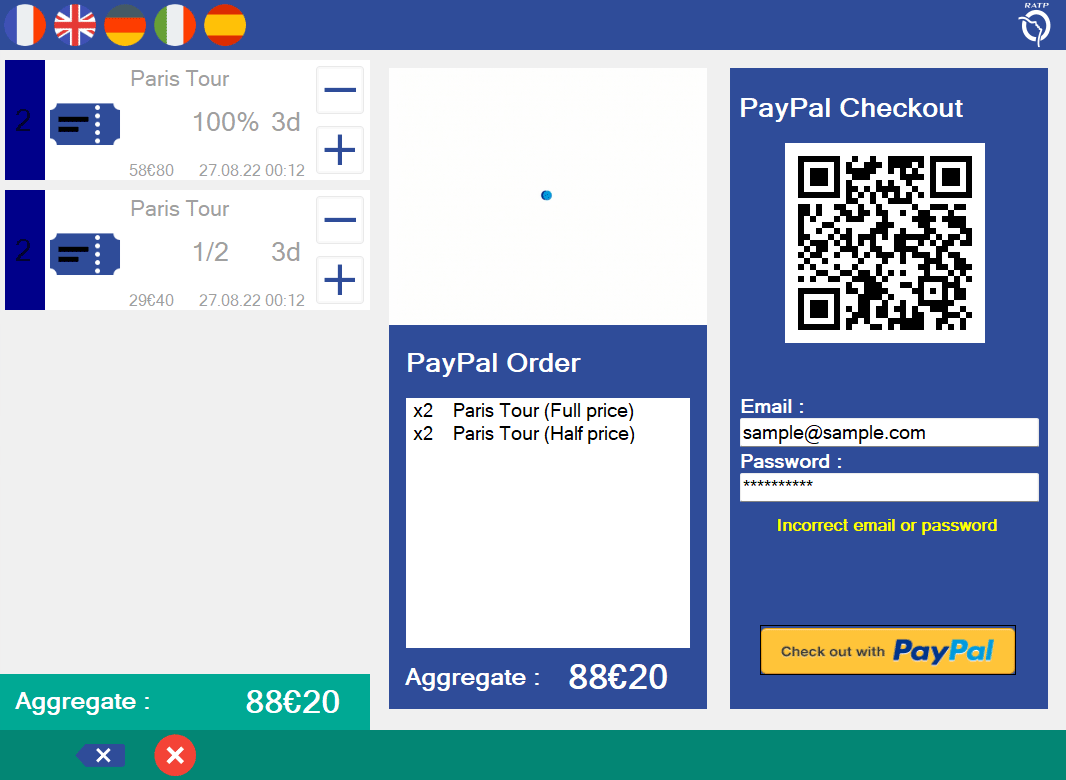 RATP
Paris Tour
2
100% 3d
58€80 27.08.22 00:12
Paris Tour
2
1/2 3d
29€40 27.08.22 00:12
Aggregate : 88€20
PayPal Order
x2 Paris Tour (Full price)
x2 Paris Tour (Half price)
Aggregate : 88€20
PayPal Checkout
Email :
sample@sample.com
Password :
**********
Incorrect email or password
Check out with PayPal